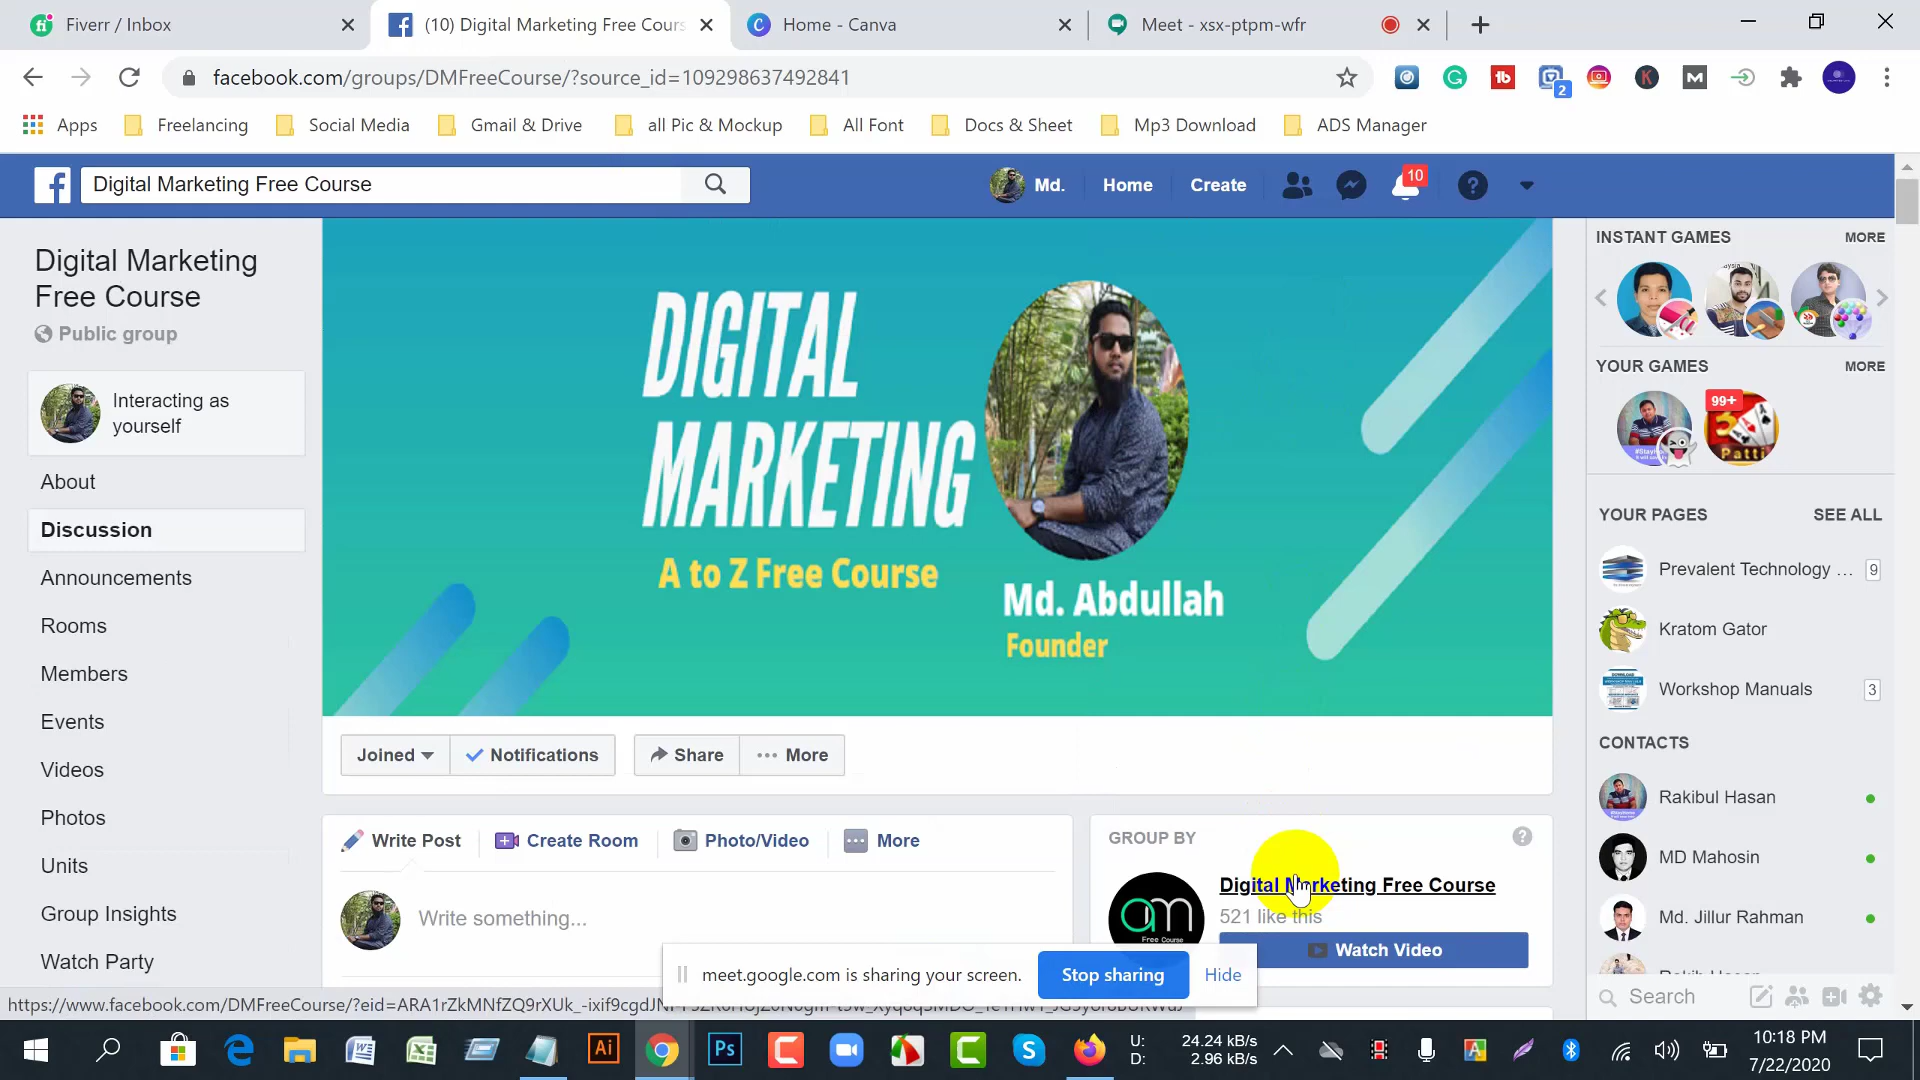 Fiverr / Inbox
(10) Digital Marketing Free Cours
Home - Canva
Meet - xsx-ptpm-wfr
facebook.com/groups/DMFreeCourse/?source_id=109298637492841
2
Apps
Freelancing
Social Media
Gmail & Drive
all Pic & Mockup
All Font
Docs & Sheet
Mp3 Download
ADS Manager
Digital Marketing Free Course
Md.
Home
Create
10
Digital Marketing
Free Course
Public group
Interacting as
yourself
About
Discussion
Announcements
Rooms
Members
Events
Videos
Photos
Units
Group Insights
Watch Party
DIGITAL
MARKETING
A to Z Free Course
Md. Abdullah
Founder
Joined
Notifications
Share
More
Write Post
Create Room
Photo/Video
More
Write something...
GROUP BY
Digital Marketing Free Course
521 like this
Watch Video
am
Free Course
INSTANT GAMES
MORE
YOUR GAMES
MORE
99+
Patti
YOUR PAGES
SEE ALL
Prevalent Technology ...
9
Kratom Gator
Workshop Manuals
3
CONTACTS
Rakibul Hasan
MD Mahosin
Md. Jillur Rahman
Search
meet.google.com is sharing your screen.
Stop sharing
Hide
U:
24.24 kB/s
D:
2.96 kB/s
10:18 PM
7/22/2020